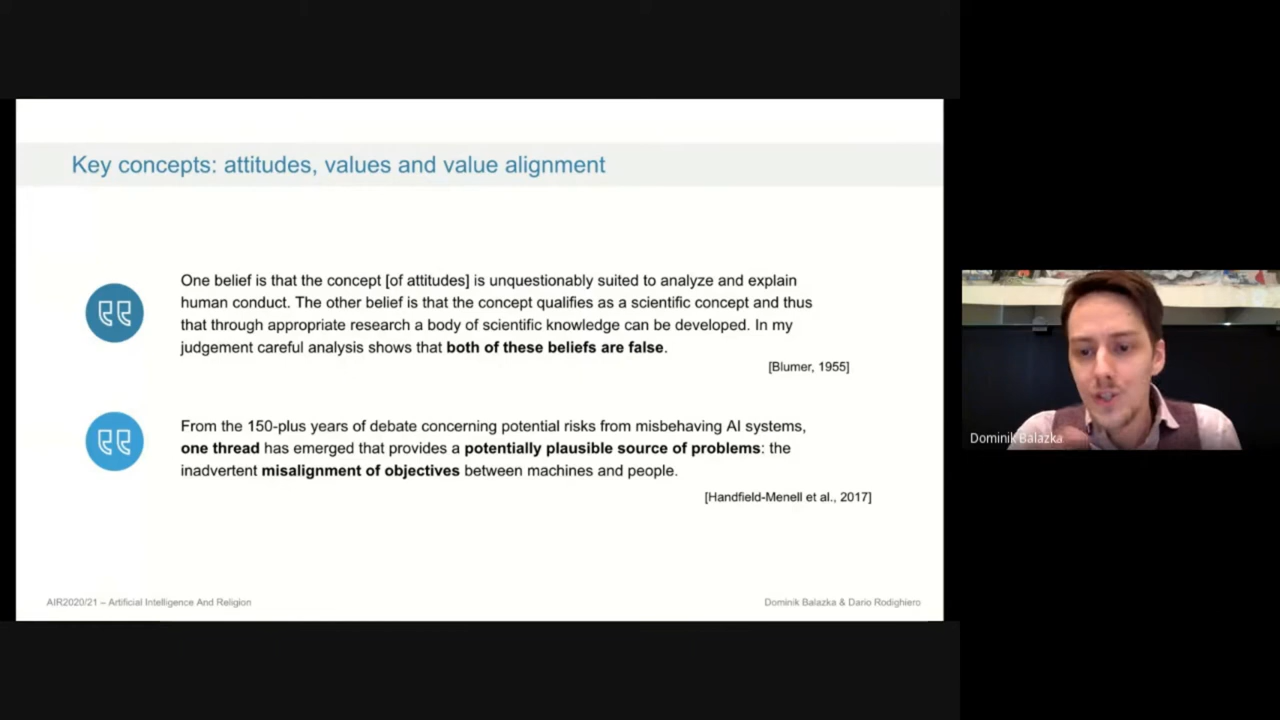 Key concepts: attitudes, values and value alignment
One belief is that the concept [of attitudes] is unquestionably suited to analyze and explain
human conduct. The other belief is that the concept qualifies as a scientific concept and thus
that through appropriate research a body of scientific knowledge can be developed. In my
judgement careful analysis shows that both of these beliefs are false.
[Blumer, 1955]
From the 150-plus years of debate concerning potential risks from misbehaving AI systems,
one thread has emerged that provides a potentially plausible source of problems: the
inadvertent misalignment of objectives between machines and people.
[Handfield-Menell et al., 2017]
AIR2020/21 – Artificial Intelligence And Religion
Dominik Balazka & Dario Rodighiero
Dominik Balazka